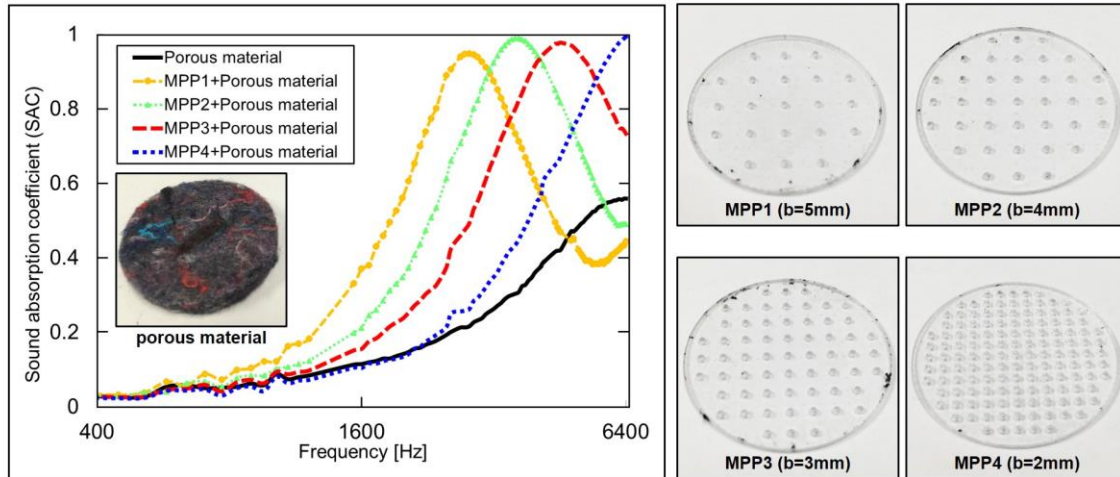 Sound absorption coefficient (SAC)
1
0.8
0.6
0.4
0.2
0
Porous material
MPP1+Porous material
MPP2+Porous material
MPP3+Porous material
MPP4+Porous material
porous material
400
1600
6400
Frequency [Hz]
MPP1 (b=5mm)
MPP2 (b=4mm)
MPP3 (b=3mm)
MPP4 (b=2mm)